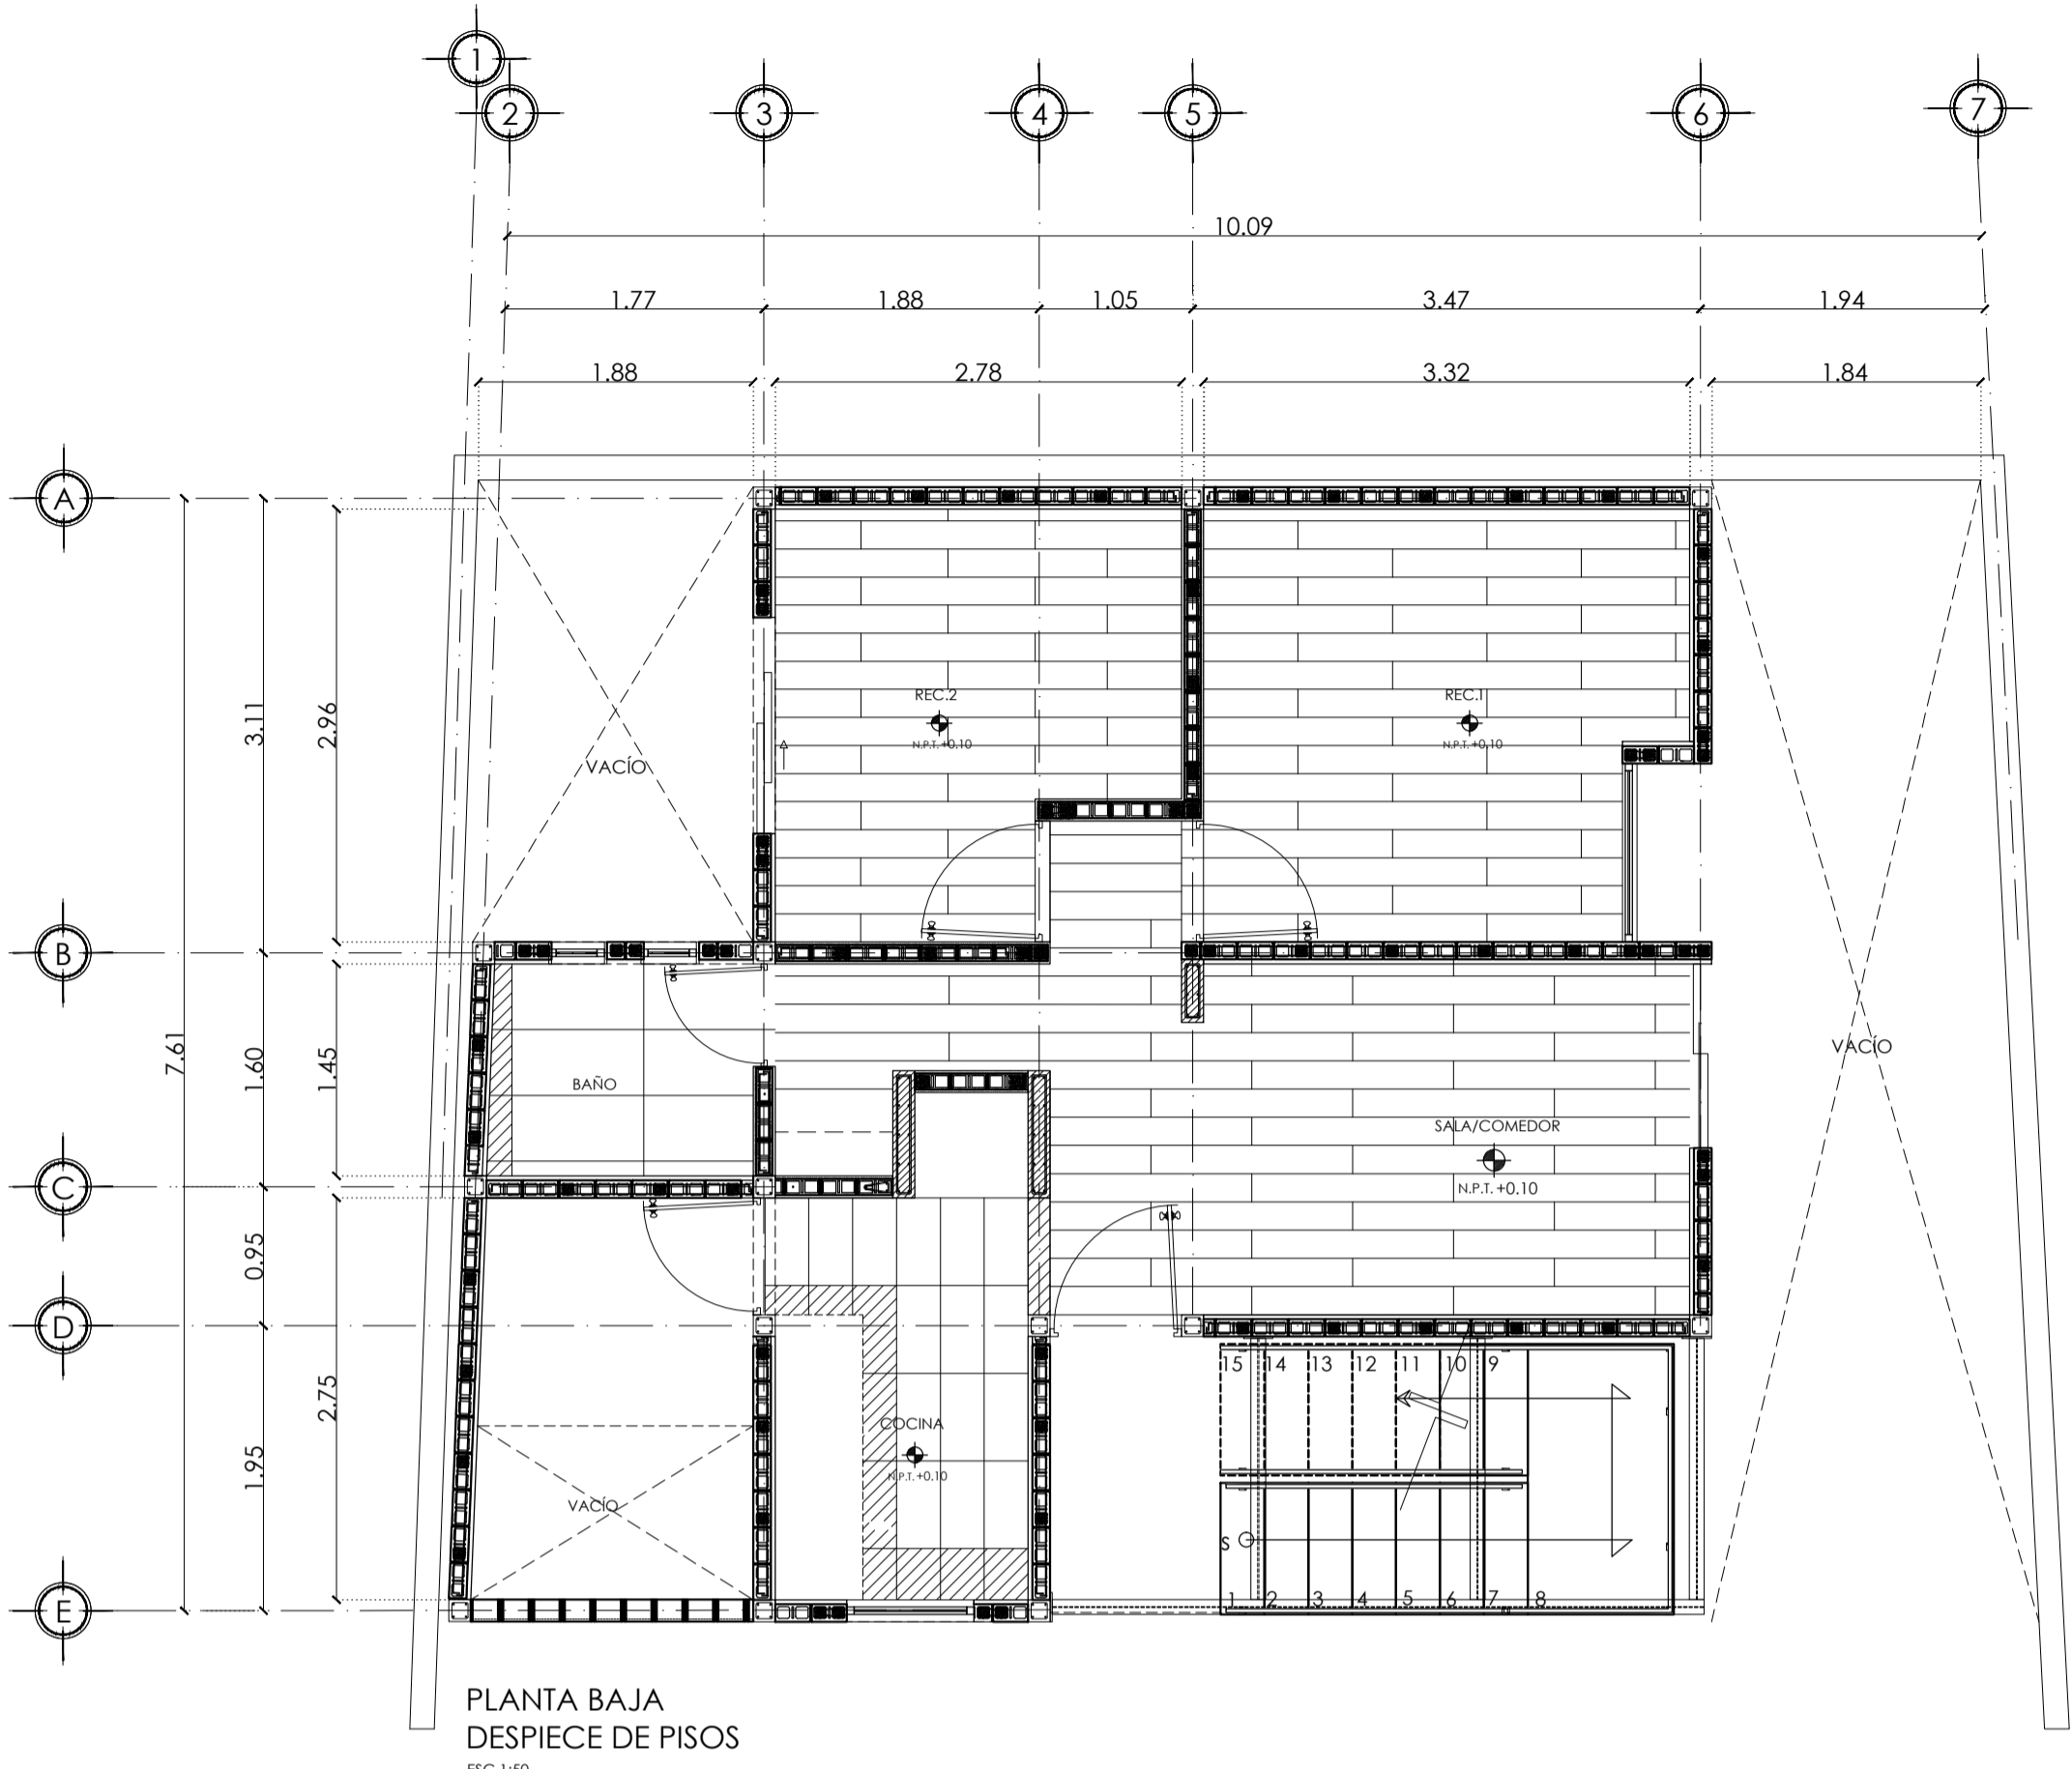 1
2
3
4
5
6
7
10.09
1.77
1.88
1.05
3.47
1.94
1.88
2.78
3.32
1.84
A
B
C
D
E
7.61
3.11
1.60
0.95
1.95
2.96
1.45
2.75
VACÍO
REC.2
N.P.T. +0.10
REC.1
N.P.T. +0.10
VACÍO
BAÑO
SALA/COMEDOR
N.P.T. +0.10
COCINA
N.P.T. +0.10
VACÍO
15 14 13 12 11 10 9
S
1 2 3 4 5 6 7 8
PLANTA BAJA
DESPIECE DE PISOS
ESC 1:50